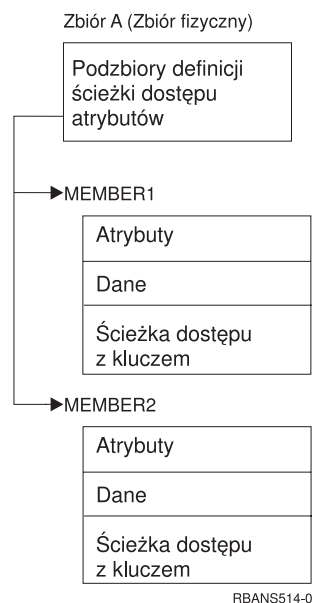 Zbiór A (Zbiór fizyczny)
Podzbiory definicji
ścieżki dostępu
atrybutów
MEMBER1
Atrybuty
Dane
Ścieżka dostępu
z kluczem
MEMBER2
Atrybuty
Dane
Ścieżka dostępu
z kluczem
RBANS514-0